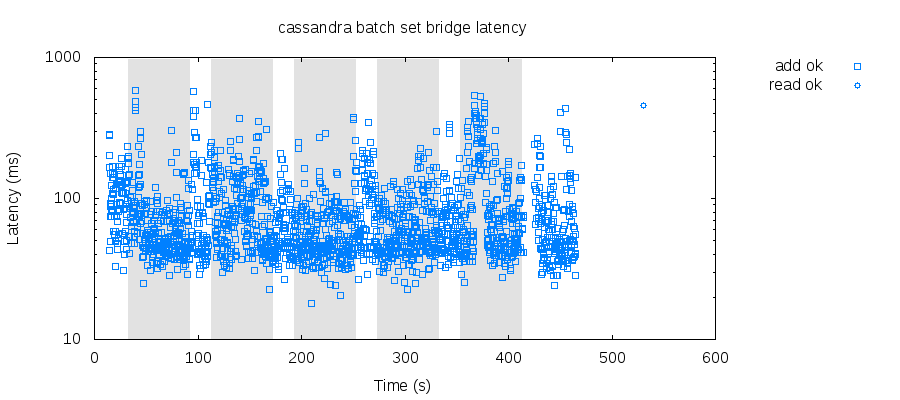 cassandra batch set bridge latency
1000
100
10
Latency (ms)
0 100 200 300 400 500 600
Time (s)
add ok
read ok